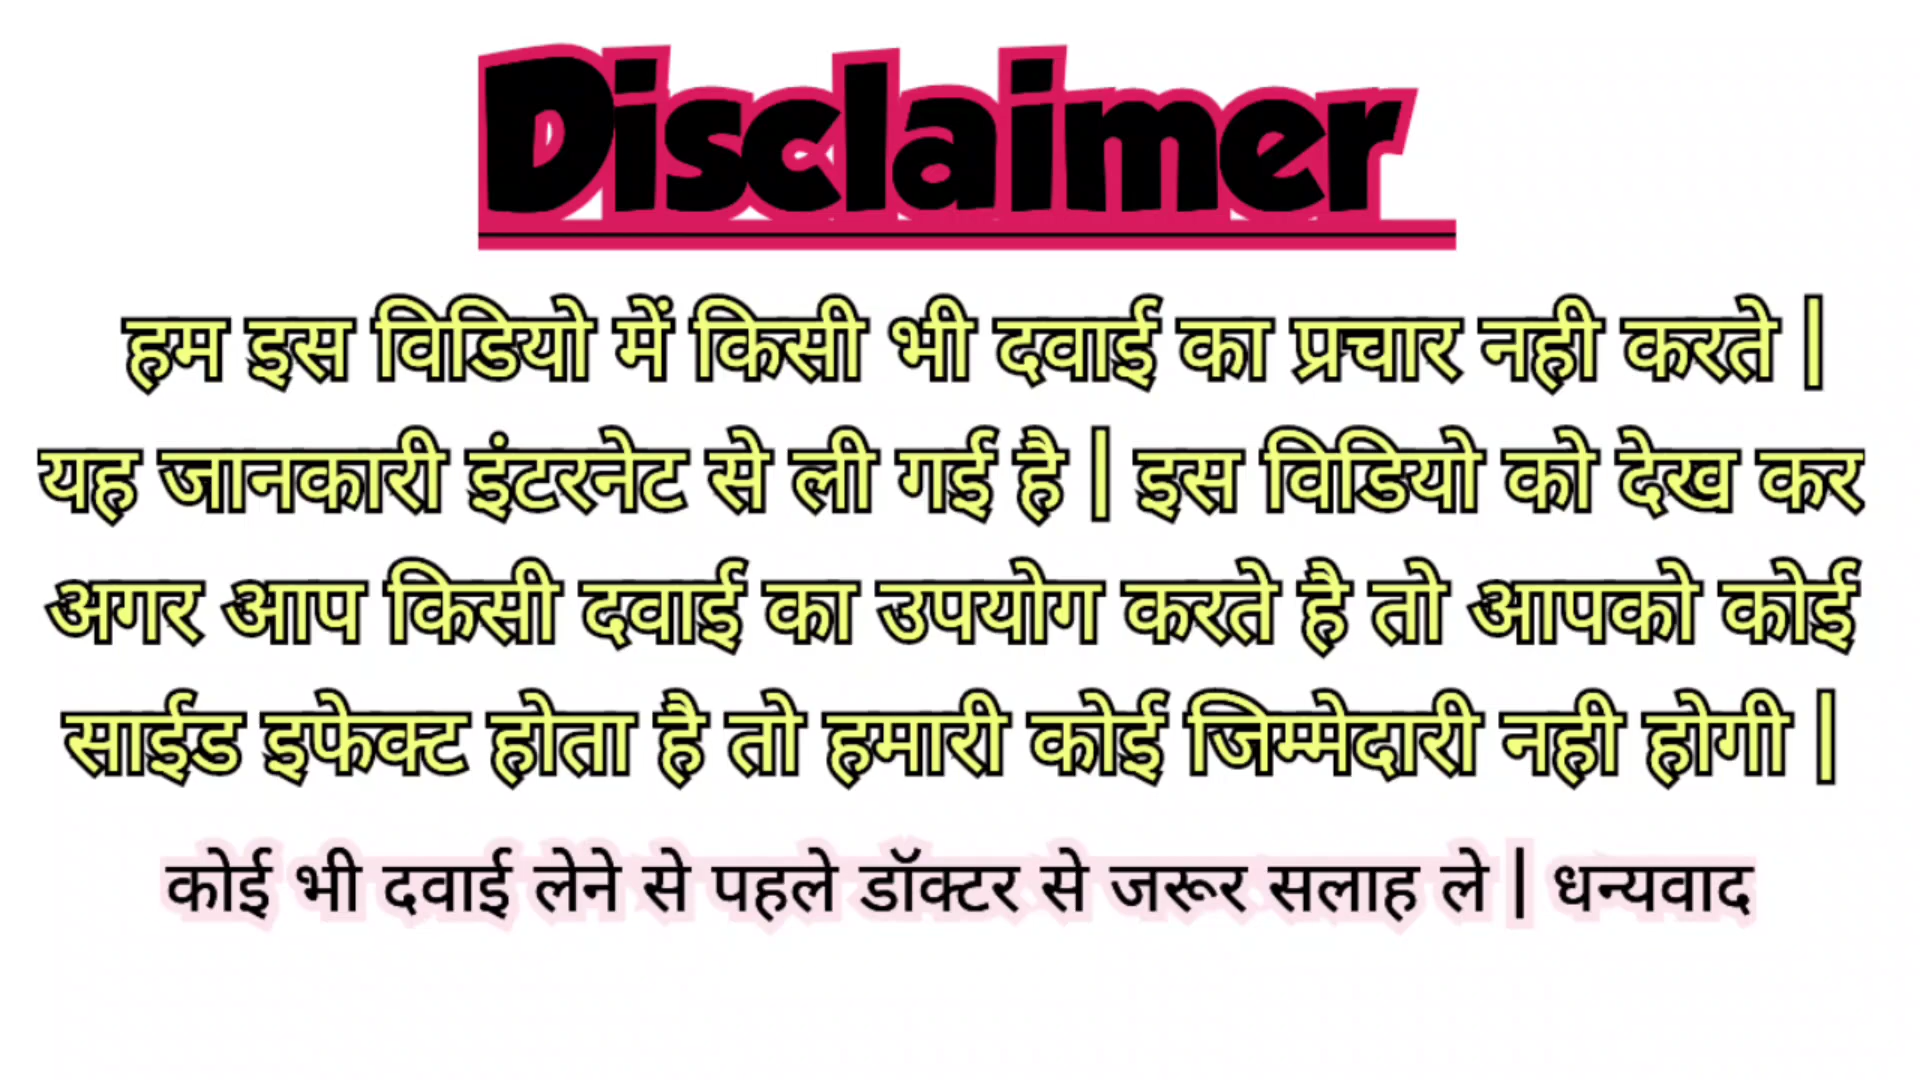 Disclaimer
हम इस विडियो में किसी भी दवाई का प्रचार नही करते |
यह जानकारी इंटरनेट से ली गई है | इस विडियो को देख कर
अगर आप किसी दवाई का उपयोग करते है तो आपको कोई
साईड इफेक्ट होता है तो हमारी कोई जिम्मेदारी नही होगी |
कोई भी दवाई लेने से पहले डॉक्टर से जरूर सलाह ले | धन्यवाद